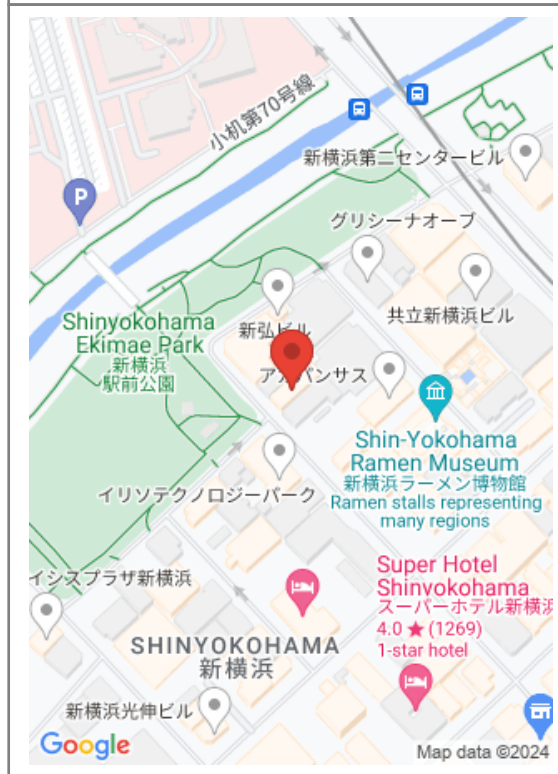 小机第70号線
新横浜第二センタービル
グリシーナオーブ
共立新横浜ビル
Shinyokohama
Ekimae Park
新横浜
駅前公園
新弘ビル
P
Shin-Yokohama
Ramen Museum
新横浜ラーメン博物館
Ramen stalls representing
many regions
イリソテクノロジーパーク
イシスプラザ新横浜
Super Hotel
Shinyokohama
スーパーホテル新横浜
4.0 ★ (1269)
1-star hotel
SHINYOKOHAMA
新横浜
新横浜光伸ビル
Google
Map data ©2024